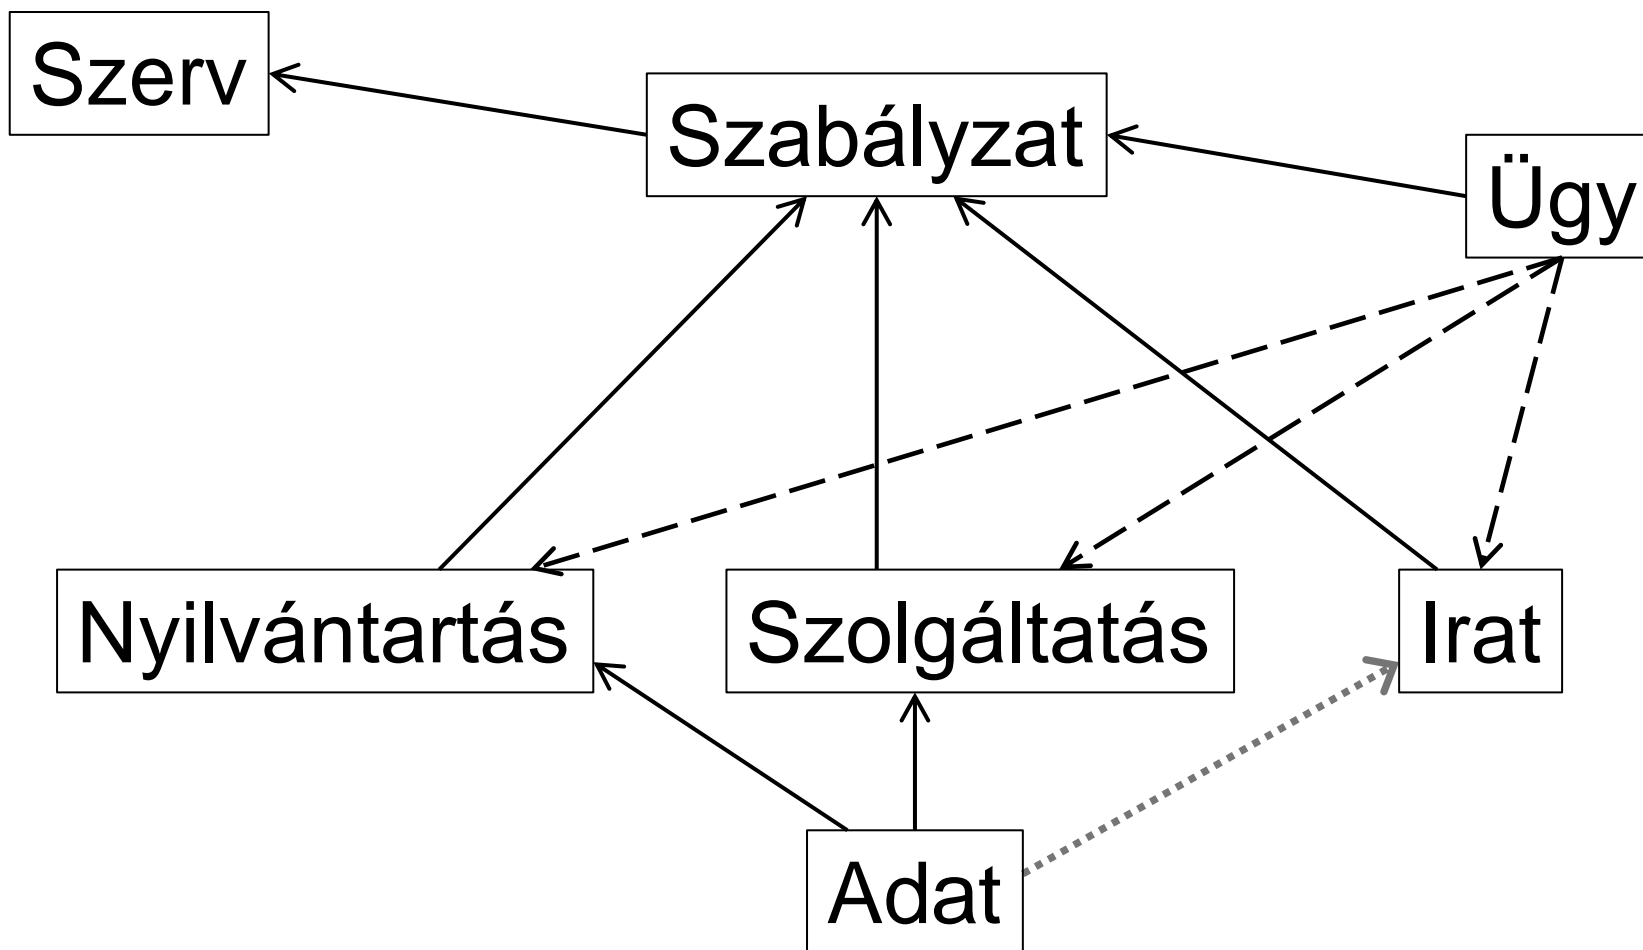 Szerv
Szabályzat
Ügy
Nyilvántartás
Szolgáltatás
Irat
Adat